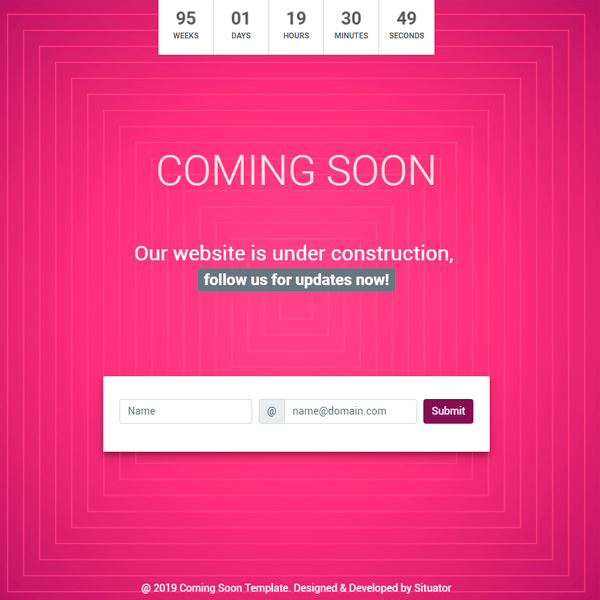 95 01 19 30 49
WEEKS DAYS HOURS MINUTES SECONDS
COMING SOON
Our website is under construction,
follow us for updates now!
Name @ name@domain.com Submit
@ 2019 Coming Soon Template. Designed & Developed by Situator